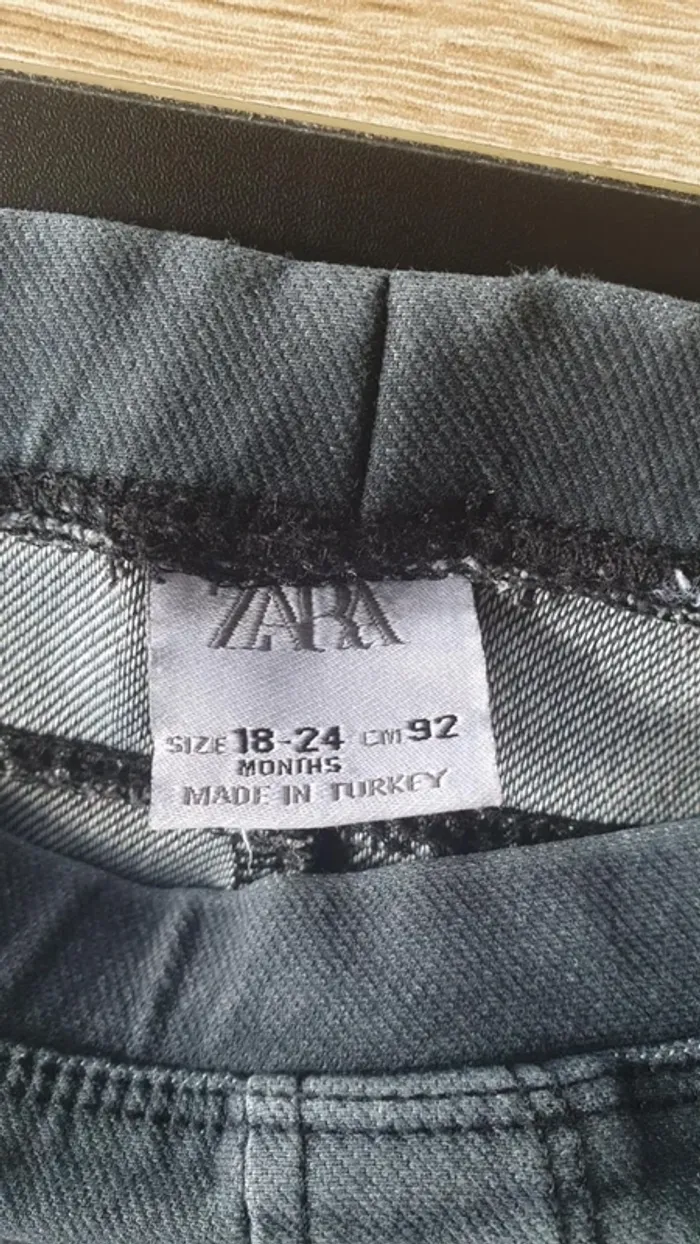 ZARA
SIZE 18-24 CM 92
MONTHS
MADE IN TURKEY